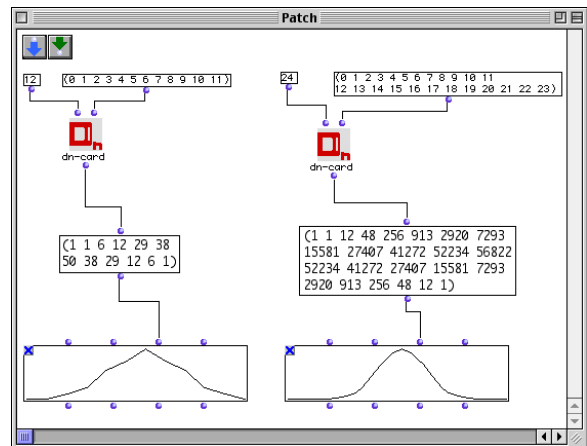 Patch
12
(0 1 2 3 4 5 6 7 8 9 10 11)
dn-card
(1 1 6 12 29 38
50 38 29 12 6 1)
24
(0 1 2 3 4 5 6 7 8 9 10 11
12 13 14 15 16 17 18 19 20 21 22 23)
dn-card
(1 1 12 48 256 913 2920 7293
15581 27407 41272 52234 56822
52234 41272 27407 15581 7293
2920 913 256 48 12 1)